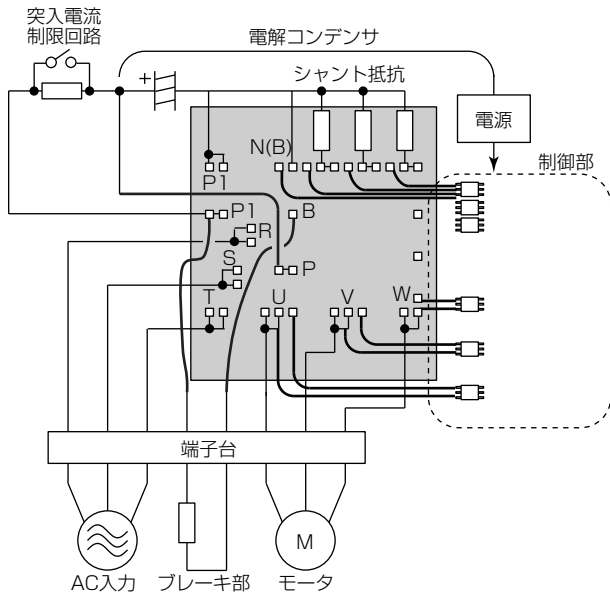 突入電流
制限回路
電解コンデンサ
+
シャント抵抗
電源
N(B)
制御部
P1
P1
B
R
S
P
T
U
V
W
端子台
M
AC入力
ブレーキ部
モータ